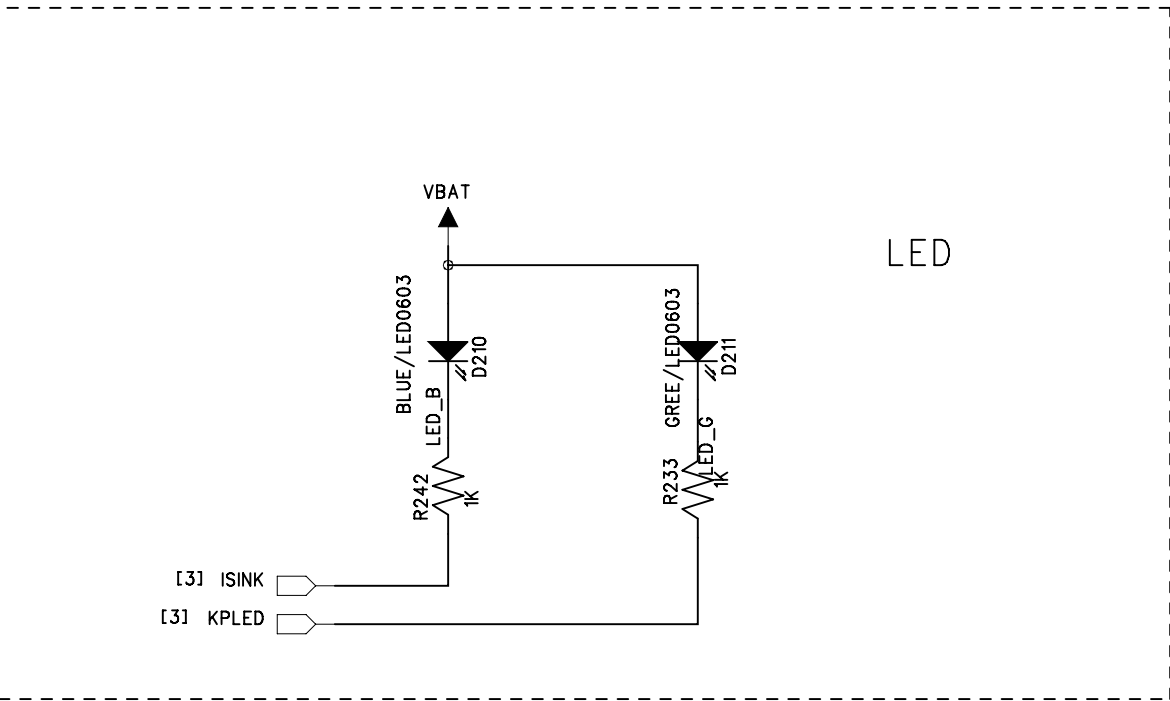 VBAT
LED
BLUE/LED0603
D210
LED_B
GREE/LED0603
D211
LED_G
R242
1K
R233
1K
[3] ISINK
[3] KPLED